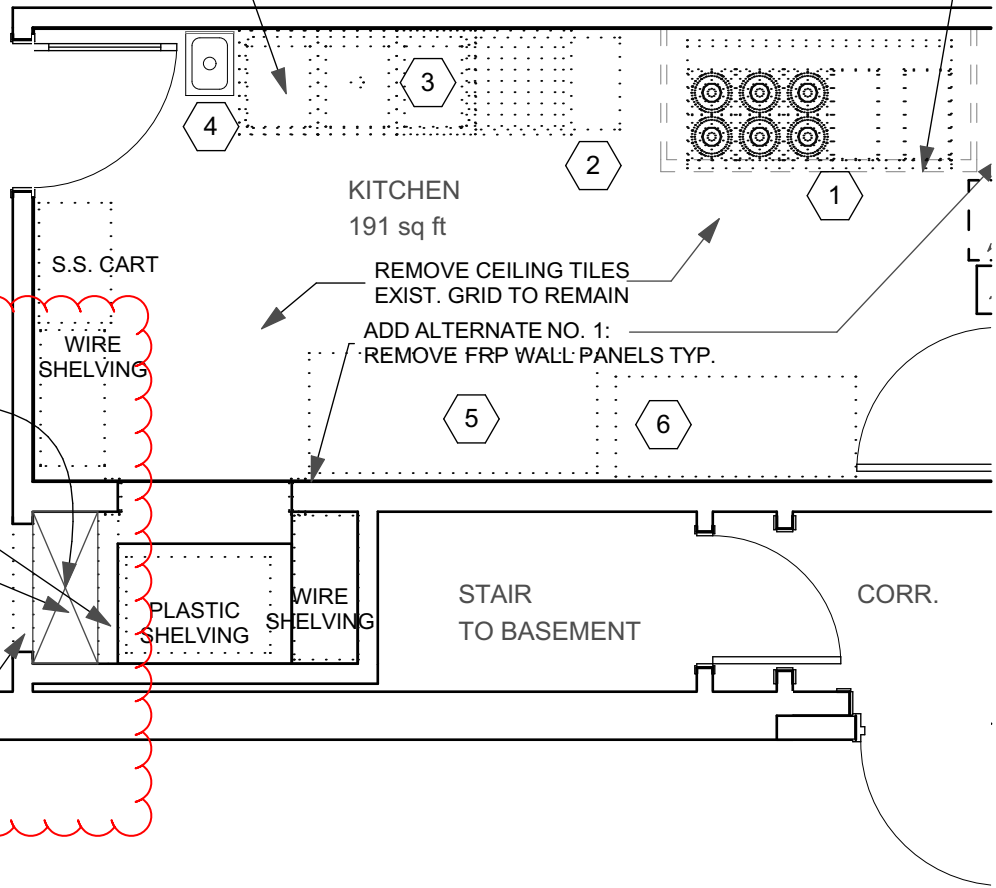 3
4
2
1
KITCHEN
191 sq ft
S.S. CART
REMOVE CEILING TILES
EXIST. GRID TO REMAIN
ADD ALTERNATE NO. 1:
REMOVE FRP WALL PANELS TYP.
WIRE
SHELVING
5
6
PLASTIC
SHELVING
WIRE
SHELVING
STAIR
TO BASEMENT
CORR.